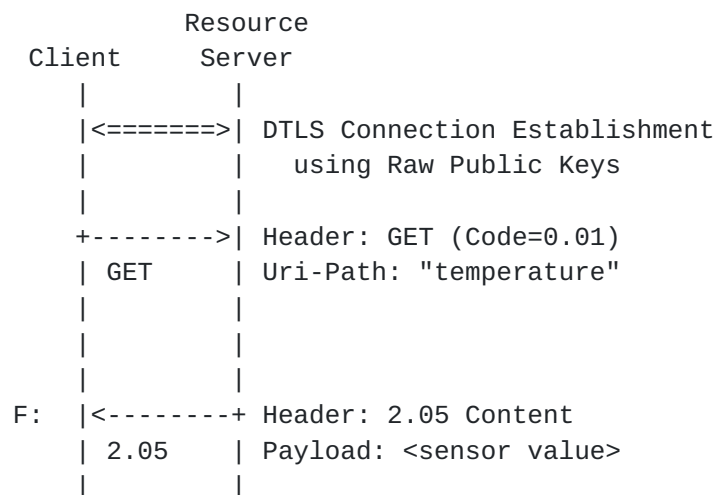 Resource
 Client     Server
    |         |
    |<=======>| DTLS Connection Establishment
    |         |   using Raw Public Keys
    |         |
    +-------->| Header: GET (Code=0.01)
    | GET     | Uri-Path: "temperature"
    |         |
    |         |
    |         |
F:  |<--------+ Header: 2.05 Content
    | 2.05    | Payload: <sensor value>
    |         |